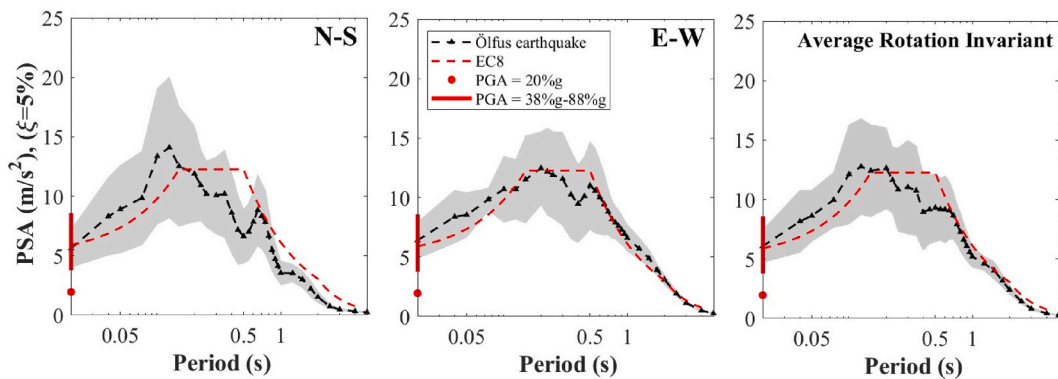 PSA (m/s²), (ξ=5%)
25
20
15
10
5
0
N-S
0.05
0.5
1
Period (s)
25
20
15
10
5
0
E-W
Ölfus earthquake
EC8
PGA = 20%g
PGA = 38%g-88%g
0.05
0.5
1
Period (s)
25
20
15
10
5
0
Average Rotation Invariant
0.05
0.5
1
Period (s)